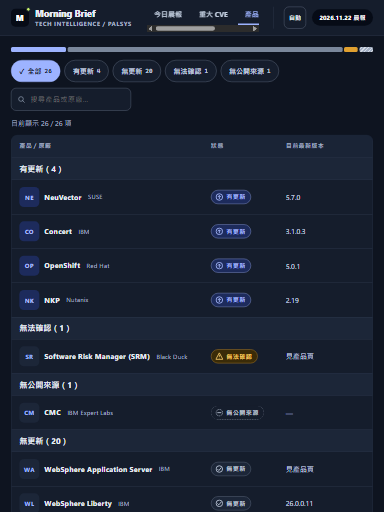 M
Morning Brief
TECH INTELLIGENCE / PALSYS
今日晨報
重大 CVE
產品
自動
2026.11.22 晨報
✓ 全部 26
有更新 4
無更新 20
無法確認 1
無公開來源 1
搜尋產品或原廠…
目前顯示 26 / 26 項
產品 / 原廠
狀態
目前最新版本
有更新 ( 4 )
NE NeuVector SUSE 有更新 5.7.0
CO Concert IBM 有更新 3.1.0.3
OP OpenShift Red Hat 有更新 5.0.1
NK NKP Nutanix 有更新 2.19
無法確認 ( 1 )
SR Software Risk Manager (SRM) Black Duck 無法確認 見產品頁
無公開來源 ( 1 )
CM CMC IBM Expert Labs 無公開來源 —
無更新 ( 20 )
WA WebSphere Application Server IBM 無更新 見產品頁
WL WebSphere Liberty IBM 無更新 26.0.0.11